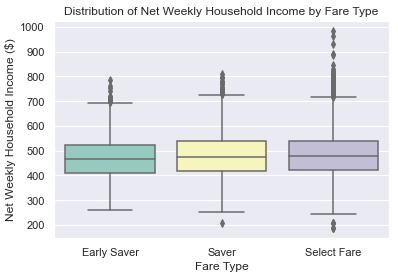 Distribution of Net Weekly Household Income by Fare Type
Net Weekly Household Income ($)
1000
900
800
700
600
500
400
300
200
Early Saver
Saver
Select Fare
Fare Type